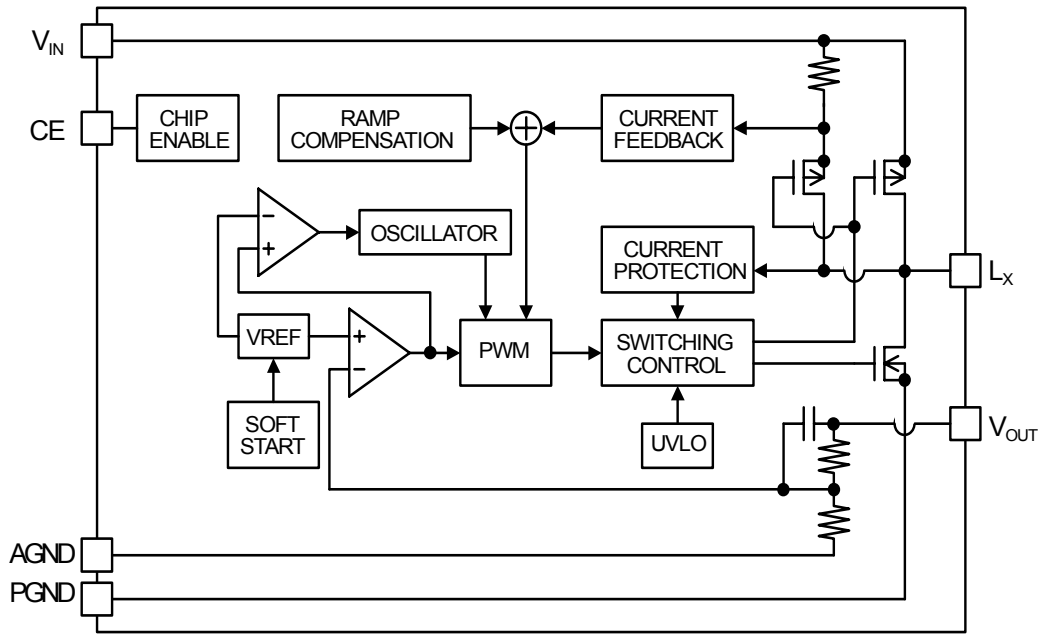 VIN
CE
CHIP
ENABLE
RAMP
COMPENSATION
+
CURRENT
FEEDBACK
−
+
OSCILLATOR
CURRENT
PROTECTION
LX
VREF
+
−
PWM
SWITCHING
CONTROL
SOFT
START
UVLO
VOUT
AGND
PGND